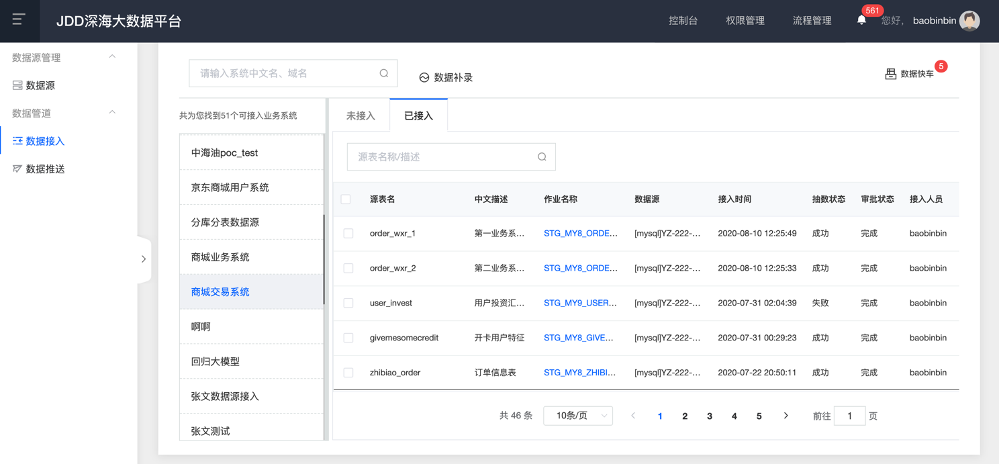 JDD深海大数据平台
控制台
权限管理
流程管理
561
您好，
baobinbin
数据源管理
数据源
数据管道
数据接入
数据推送
请输入系统中文名、域名
数据补录
数据快车
5
共为您找到51个可接入业务系统
中海油poc_test
京东商城用户系统
分库分表数据源
商城业务系统
商城交易系统
啊啊
回归大模型
张文数据源接入
张文测试
未接入
已接入
源表名称/描述
源表名 中文描述 作业名称 数据源 接入时间 抽数状态 审批状态 接入人员
order_wxr_1 第一业务系... STG_MY8_ORDE... [mysql]YZ-222-... 2020-08-10 12:25:49 成功 完成 baobinbin
order_wxr_2 第二业务系... STG_MY8_ORDE... [mysql]YZ-222-... 2020-08-10 12:25:33 成功 完成 baobinbin
user_invest 用户投资汇... STG_MY9_USER... [mysql]YZ-222-... 2020-07-31 02:04:39 失败 完成 baobinbin
givemesomecredit 开卡用户特征 STG_MY8_GIVE... [mysql]YZ-222-... 2020-07-31 00:29:23 成功 完成 baobinbin
zhibiao_order 订单信息表 STG_MY8_ZHIBI... [mysql]YZ-222-... 2020-07-22 20:50:11 成功 完成 baobinbin
共 46 条 10条/页 1 2 3 4 5 前往 1 页